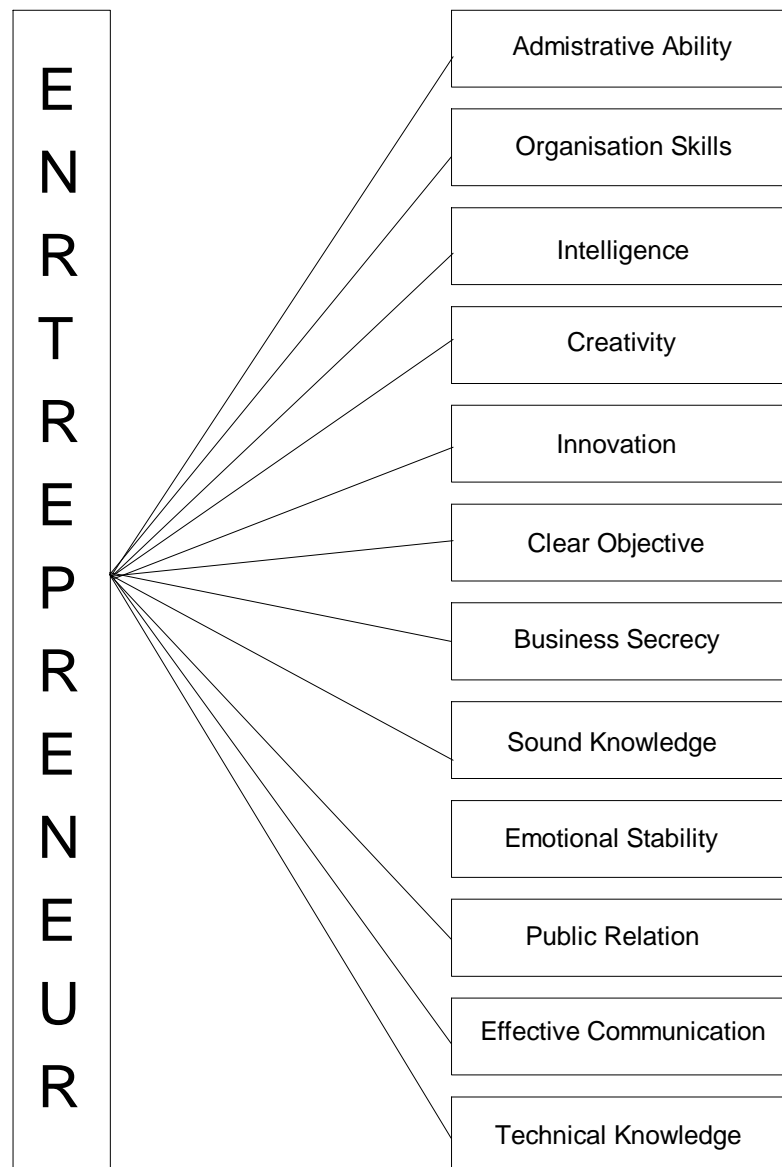 E
N
R
T
R
E
P
R
E
N
E
U
R
Admistrative Ability
Organisation Skills
Intelligence
Creativity
Innovation
Clear Objective
Business Secrecy
Sound Knowledge
Emotional Stability
Public Relation
Effective Communication
Technical Knowledge